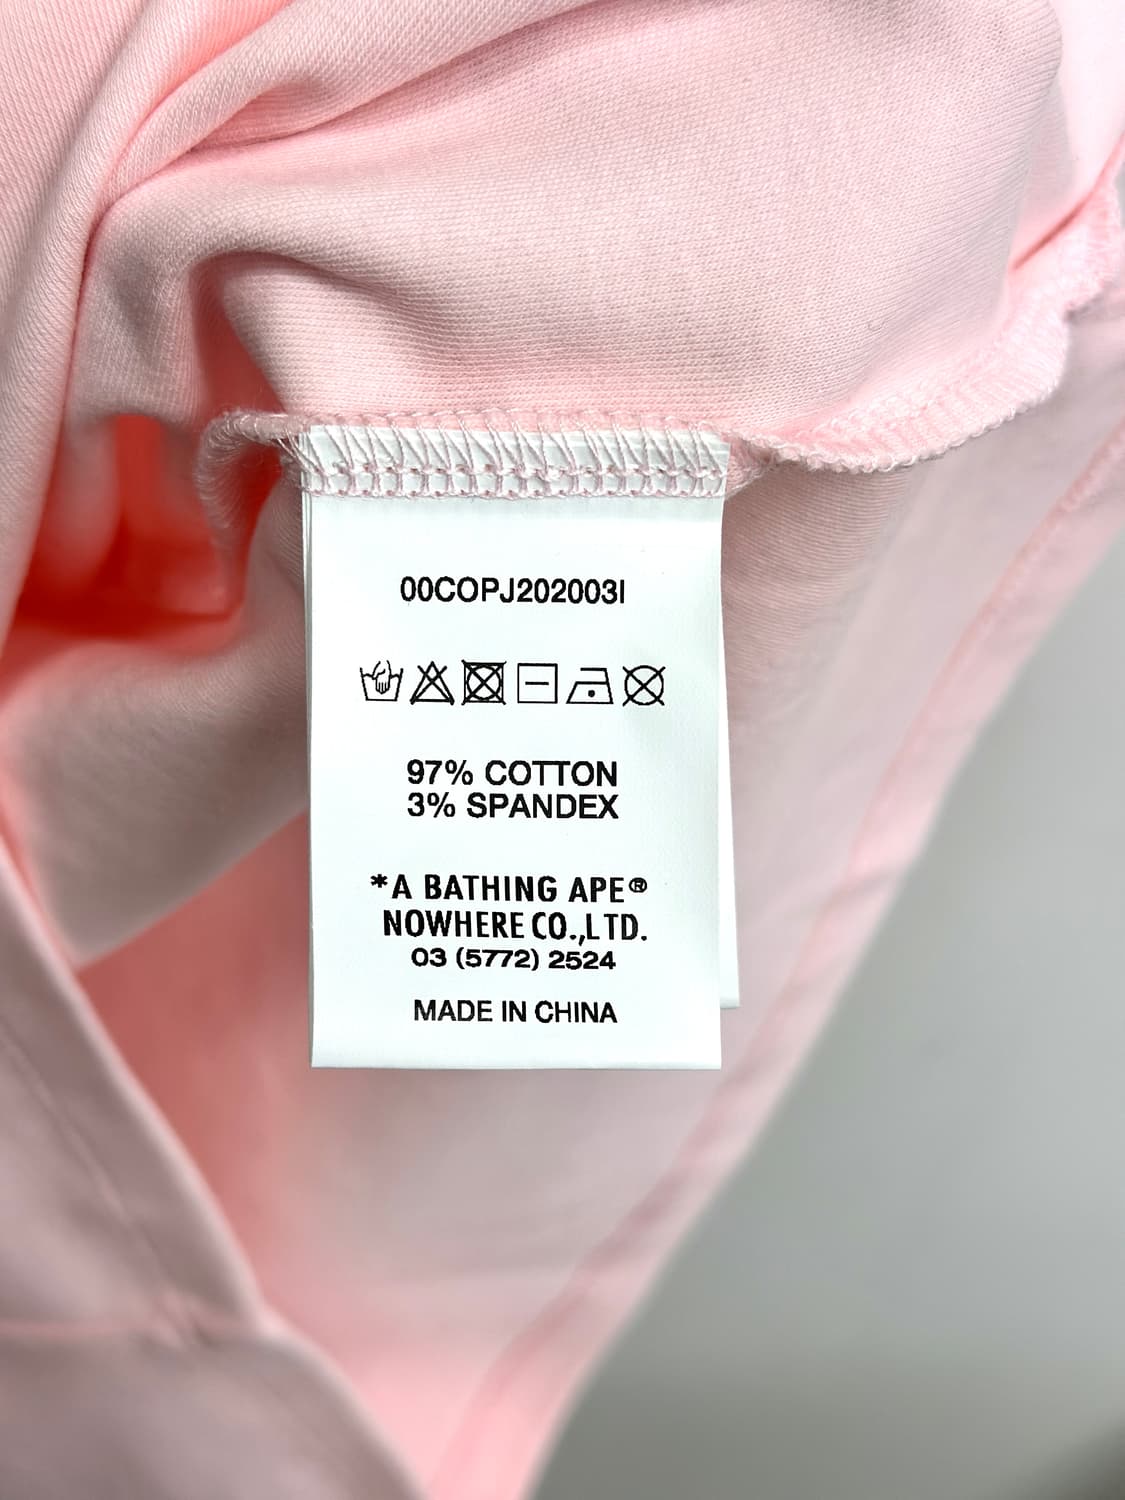 00COPJ202003I
97% COTTON
3% SPANDEX
*A BATHING APE®
NOWHERE CO.,LTD.
03 (5772) 2524
MADE IN CHINA